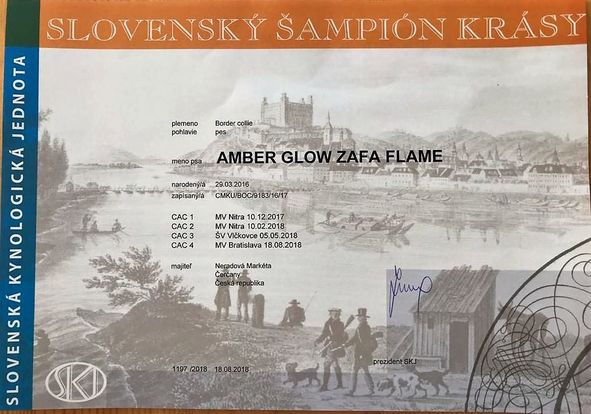 SLOVENSKÝ ŠAMPIÓN KRÁSY
SLOVENSKÁ KYNOLOGICKÁ JEDNOTA
plemeno Border collie
pohlavie pes
meno psa AMBER GLOW ZAFA FLAME
narodený/á 29.03.2016
zapísaný/á CMKU/BOC/9183/16/17
CAC 1 MV Nitra 10.12.2017
CAC 2 MV Nitra 10.02.2018
CAC 3 ŠV Vlčkovce 05.05.2018
CAC 4 MV Bratislava 18.08.2018
majiteľ Neradová Markéta
Čerčany
Česká republika
prezident SKJ
1197 /2018 18.08.2018
SKJ